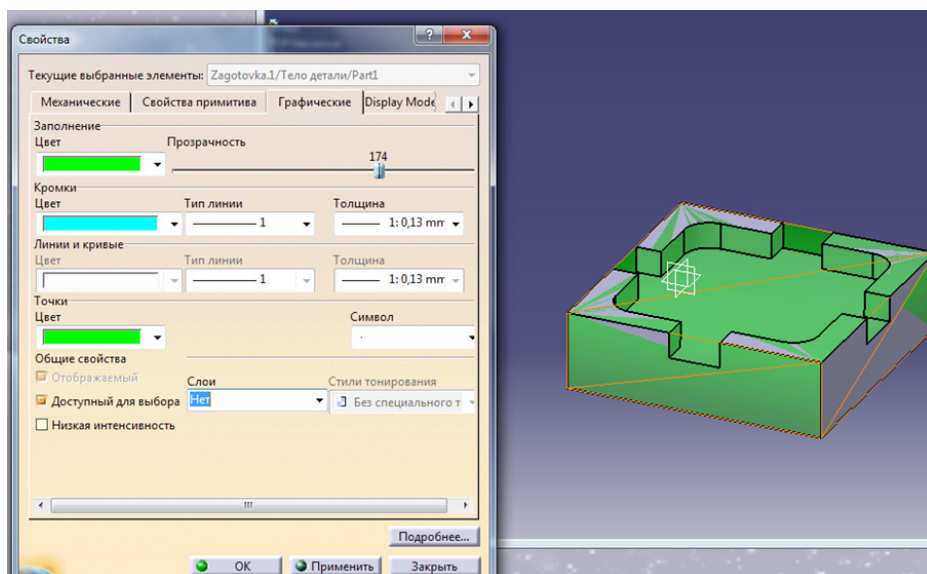 Свойства
Текущие выбранные элементы: Zagotovka.1/Тело детали/Part1
Механические Свойства примитива Графические Display Mode
Заполнение
Цвет Прозрачность
174
Кромки
Цвет Тип линии Толщина
1 1: 0,13 mm
Линии и кривые
Цвет Тип линии Толщина
1 1: 0,13 mm
Точки
Цвет Символ
Общие свойства
Отображаемый Слои Стили тонирования
Доступный для выбора Нет Без специального т
Низкая интенсивность
Подробнее...
OK Применить Закрыть